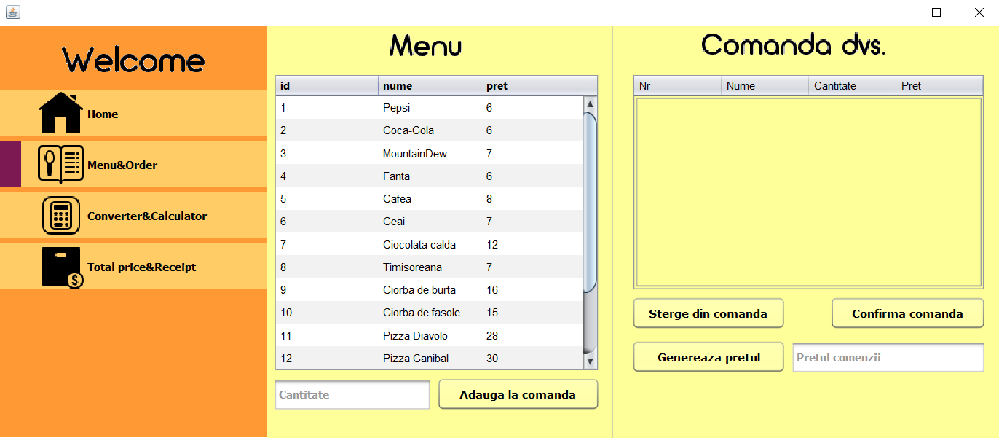 Welcome
Home
Menu&Order
Converter&Calculator
Total price&Receipt
$
Menu
id nume pret
1 Pepsi 6
2 Coca-Cola 6
3 MountainDew 7
4 Fanta 6
5 Cafea 8
6 Ceai 7
7 Ciocolata calda 12
8 Timisoreana 7
9 Ciorba de burta 16
10 Ciorba de fasole 15
11 Pizza Diavolo 28
12 Pizza Canibal 30
Cantitate
Adauga la comanda
Comanda dvs.
Nr Nume Cantitate Pret
Sterge din comanda
Confirma comanda
Genereaza pretul
Pretul comenzii